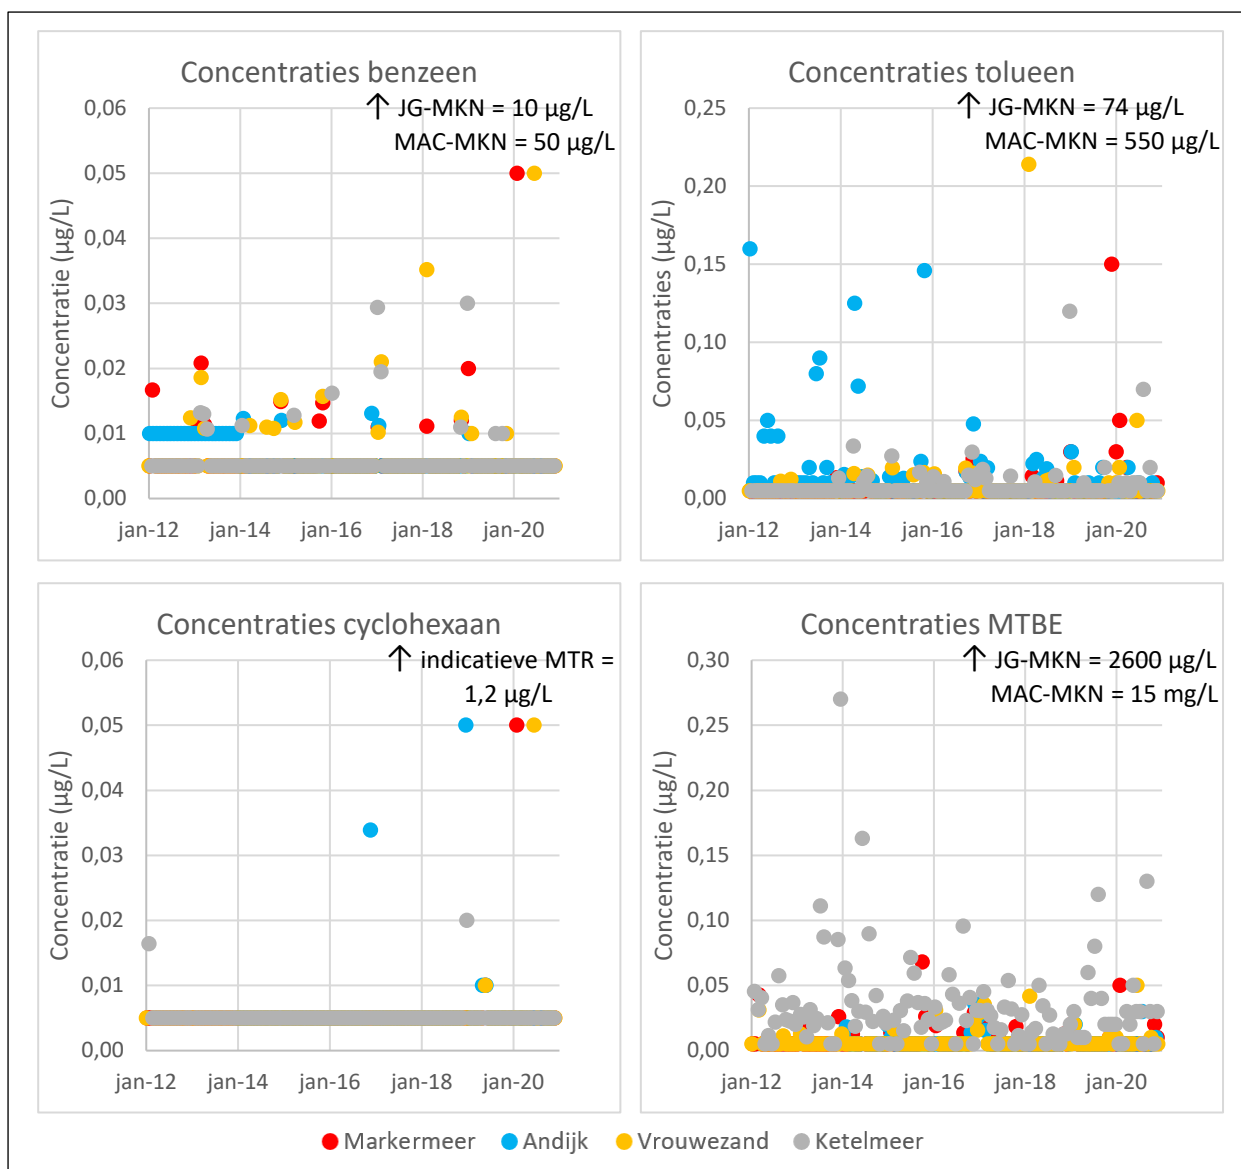 Concentraties benzeen
↑ JG-MKN = 10 µg/L
MAC-MKN = 50 µg/L
Concentratie (µg/L)
0,06
0,05
0,04
0,03
0,02
0,01
0,00
jan-12 jan-14 jan-16 jan-18 jan-20
Concentraties tolueen
↑ JG-MKN = 74 µg/L
MAC-MKN = 550 µg/L
Conentraties (µg/L)
0,25
0,20
0,15
0,10
0,05
0,00
jan-12 jan-14 jan-16 jan-18 jan-20
Concentraties cyclohexaan
↑ indicatieve MTR =
1,2 µg/L
Concentratie (µg/L)
0,06
0,05
0,04
0,03
0,02
0,01
0,00
jan-12 jan-14 jan-16 jan-18 jan-20
Concentraties MTBE
↑ JG-MKN = 2600 µg/L
MAC-MKN = 15 mg/L
Concentratie (µg/L)
0,30
0,25
0,20
0,15
0,10
0,05
0,00
jan-12 jan-14 jan-16 jan-18 jan-20
Markermeer Andijk Vrouwezand Ketelmeer